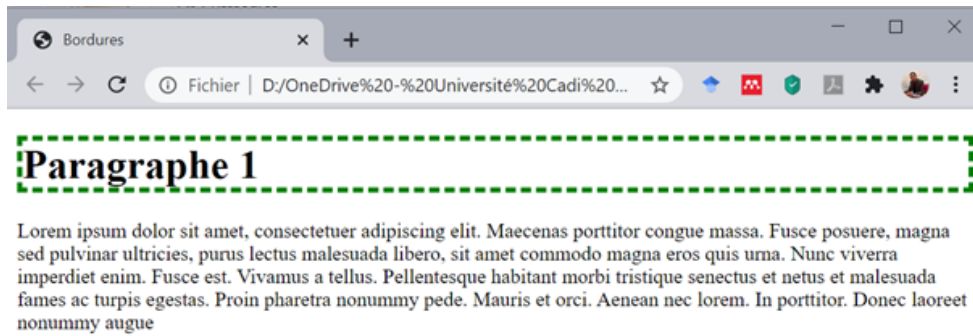 Bordures
Fichier | D:/OneDrive%20-%20Université%20Cadi%20...
Paragraphe 1
Lorem ipsum dolor sit amet, consectetuer adipiscing elit. Maecenas porttitor congue massa. Fusce posuere, magna
sed pulvinar ultricies, purus lectus malesuada libero, sit amet commodo magna eros quis urna. Nunc viverra
imperdiet enim. Fusce est. Vivamus a tellus. Pellentesque habitant morbi tristique senectus et netus et malesuada
fames ac turpis egestas. Proin pharetra nonummy pede. Mauris et orci. Aenean nec lorem. In porttitor. Donec laoreet
nonummy augue